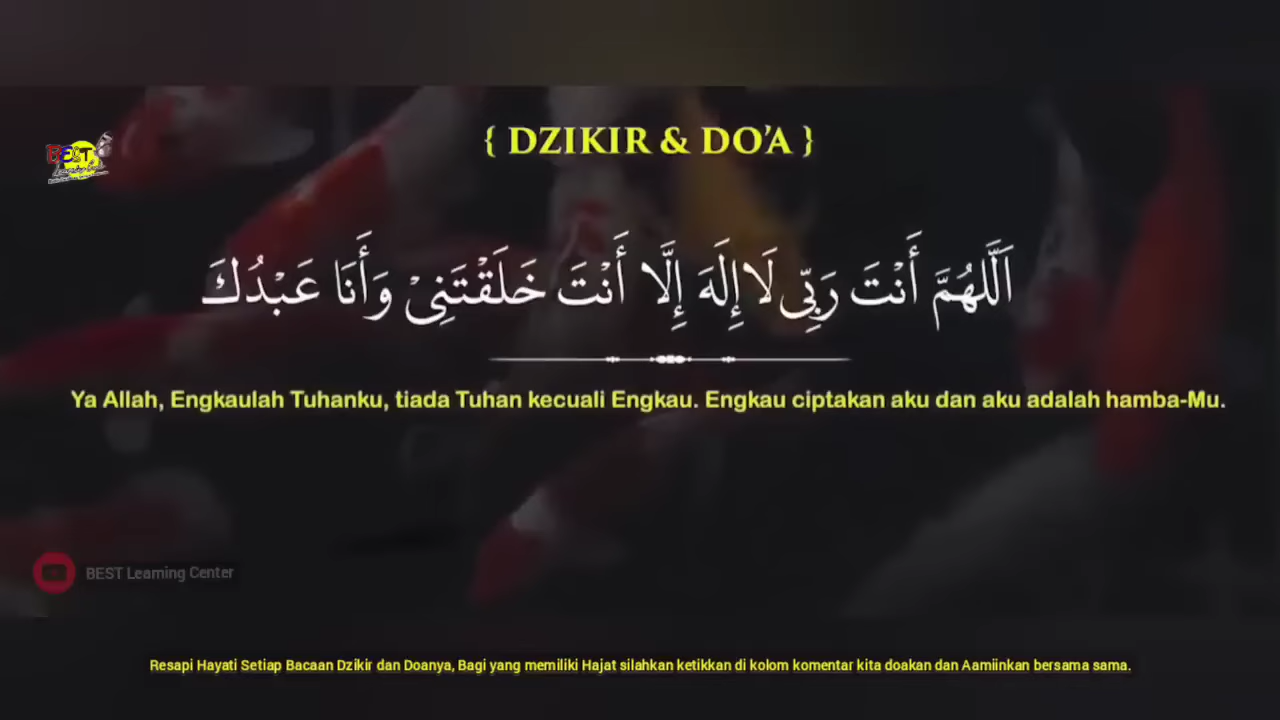 { DZIKIR & DO'A }
BEST
اَللَّهُمَّ أَنْتَ رَبِّى لَا إِلَهَ إِلَّا أَنْتَ خَلَقْتَنِىْ وَأَنَا عَبْدُكَ
Ya Allah, Engkaulah Tuhanku, tiada Tuhan kecuali Engkau. Engkau ciptakan aku dan aku adalah hamba-Mu.
BEST Learning Center
Resapi Hayati Setiap Bacaan Dzikir dan Doanya, Bagi yang memiliki Hajat silahkan ketikkan di kolom komentar kita doakan dan Aamiinkan bersama sama.